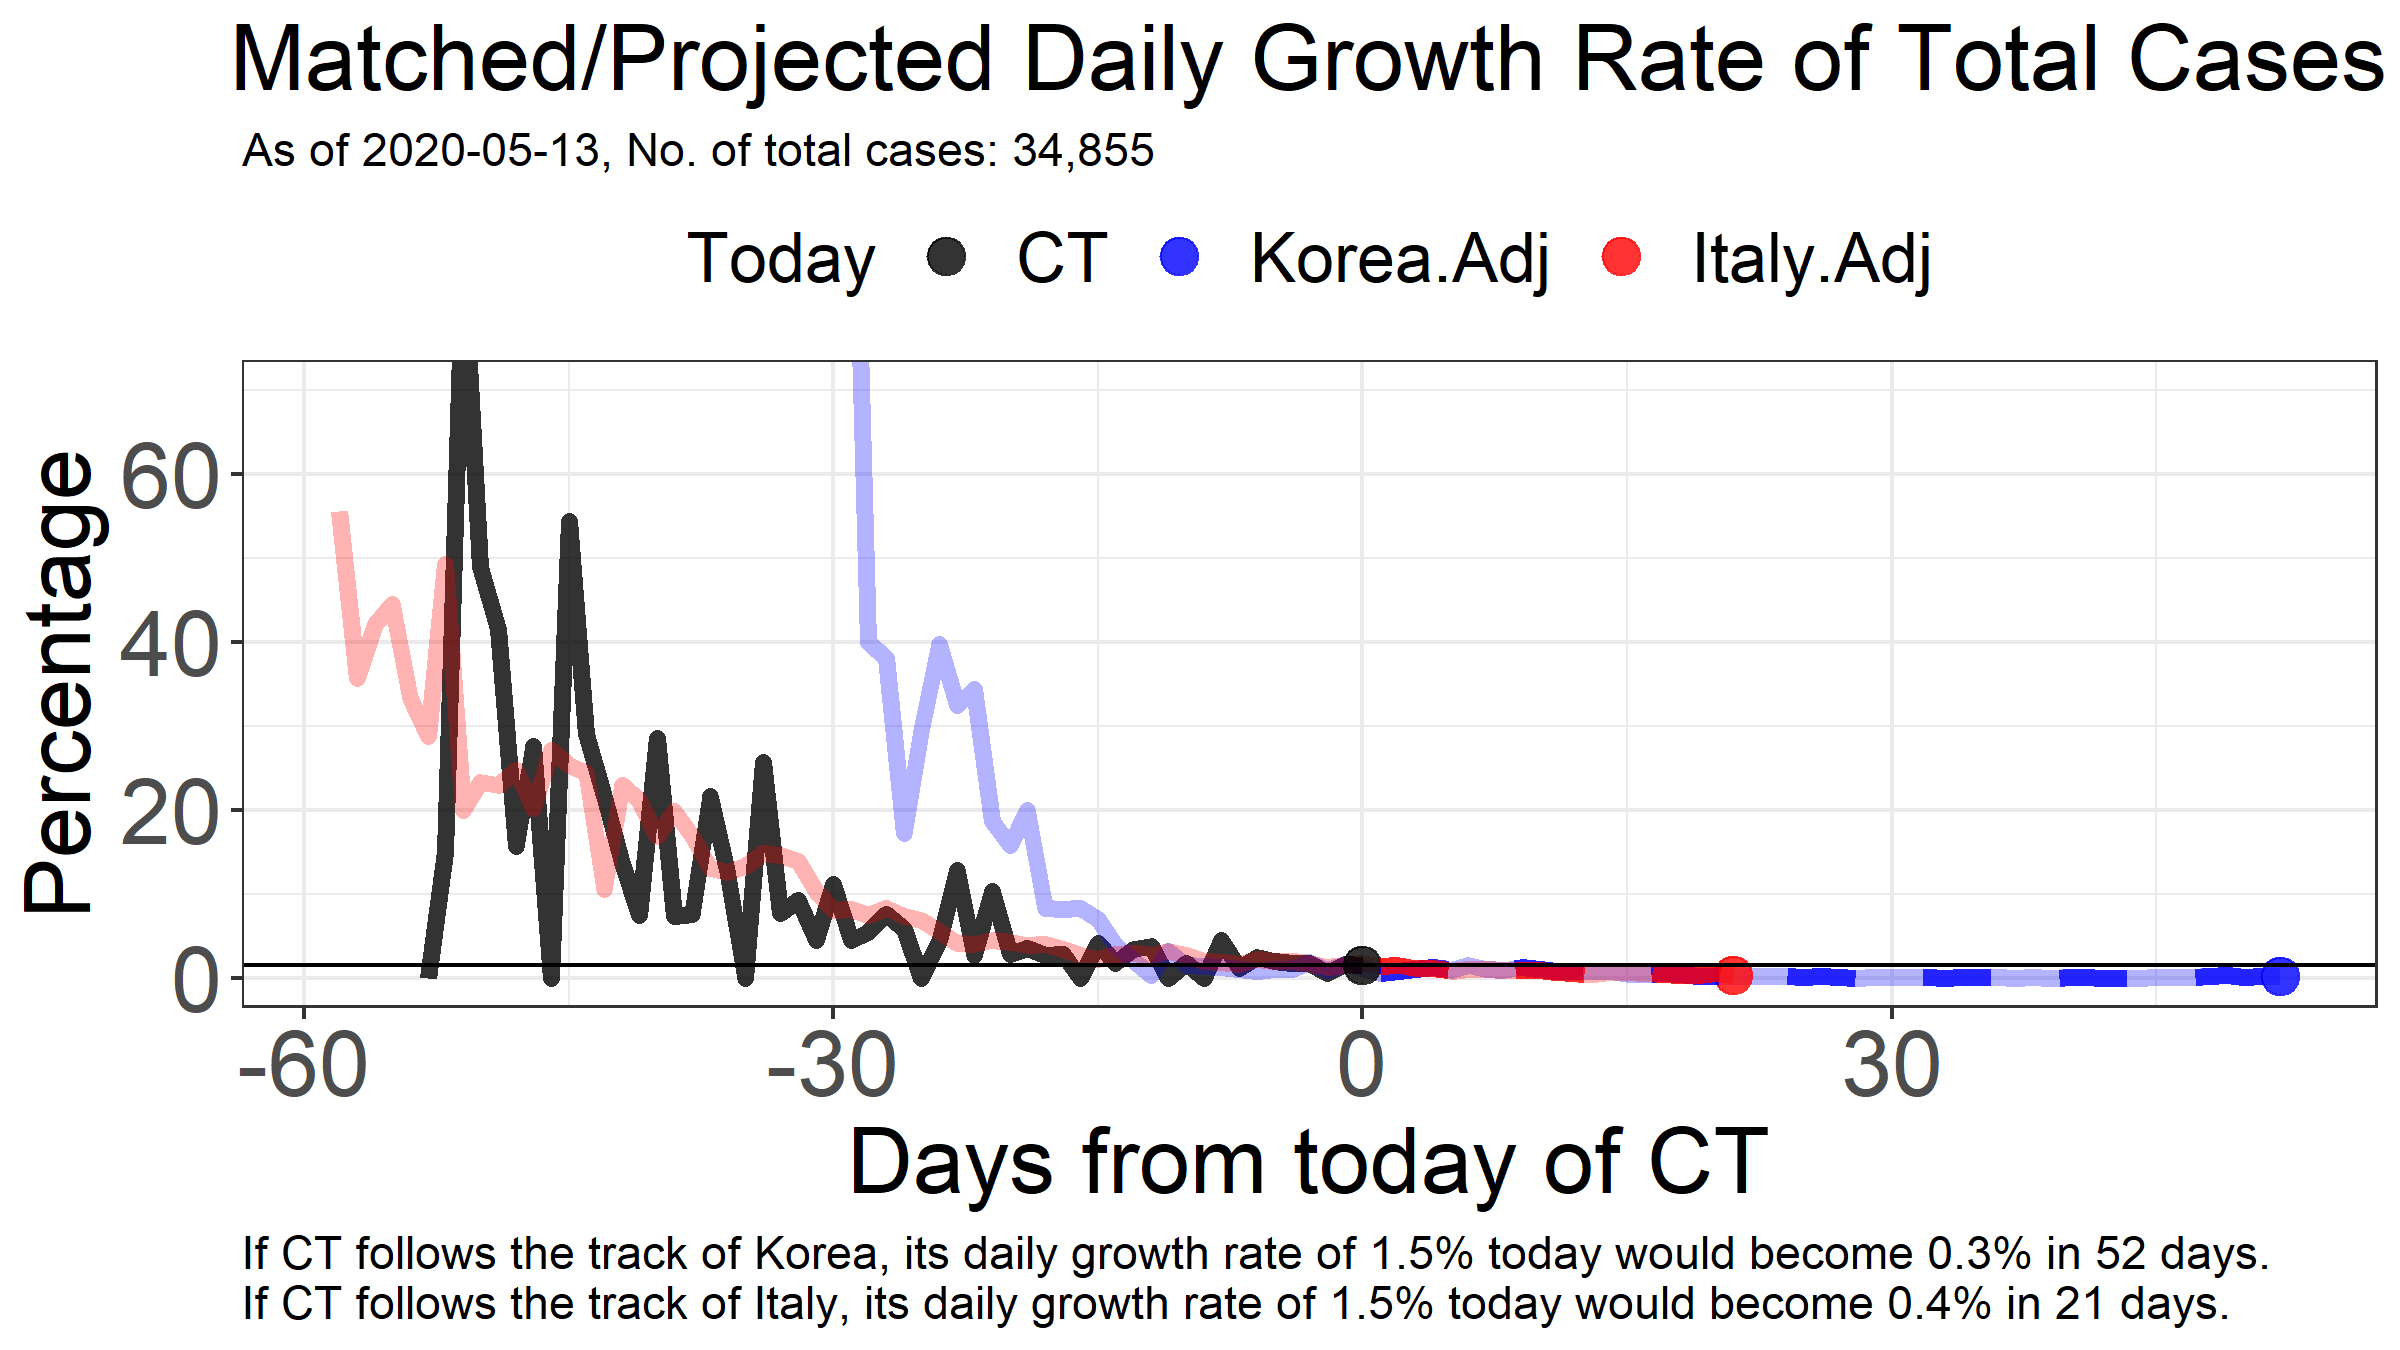 Matched/Projected Daily Growth Rate of Total Cases
As of 2020-05-13, No. of total cases: 34,855
Today CT Korea.Adj Italy.Adj
Percentage
60
40
20
0
-60 -30 0 30
Days from today of CT
If CT follows the track of Korea, its daily growth rate of 1.5% today would become 0.3% in 52 days.
If CT follows the track of Italy, its daily growth rate of 1.5% today would become 0.4% in 21 days.